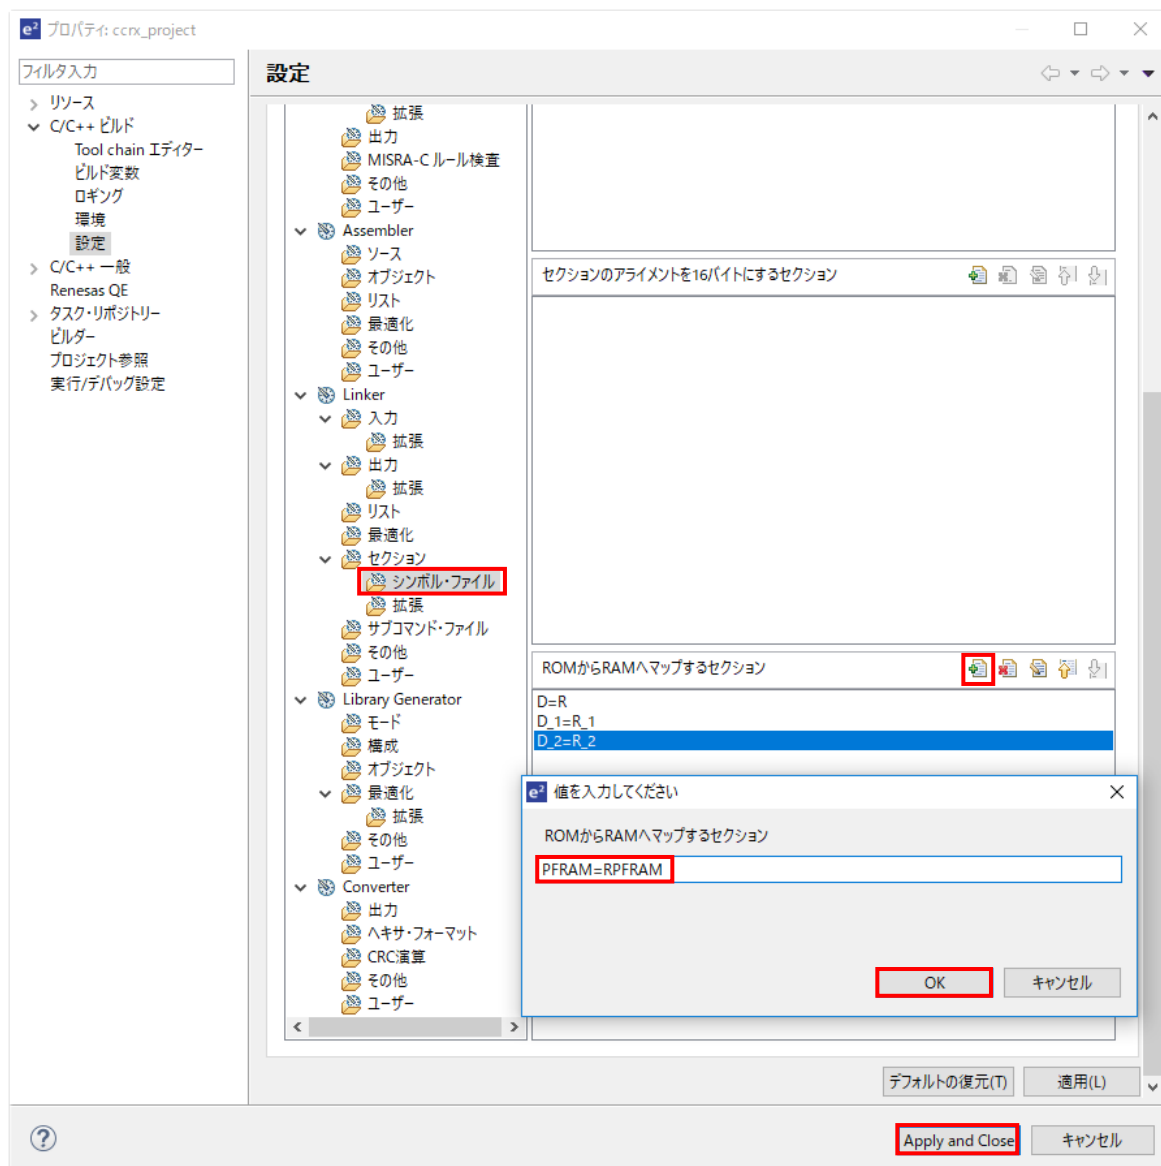 e² プロパティ: ccrx_project
フィルタ入力
設定
リソース
C/C++ ビルド
Tool chain エディター
ビルド変数
ロギング
環境
設定
C/C++ 一般
Renesas QE
タスク・リポジトリー
ビルダー
プロジェクト参照
実行/デバッグ設定
拡張
出力
MISRA-C ルール検査
その他
ユーザー
Assembler
ソース
オブジェクト
リスト
最適化
その他
ユーザー
Linker
入力
拡張
出力
拡張
リスト
最適化
セクション
シンボル・ファイル
拡張
サブコマンド・ファイル
その他
ユーザー
Library Generator
モード
構成
オブジェクト
最適化
拡張
その他
ユーザー
Converter
出力
ヘキサ・フォーマット
CRC演算
その他
ユーザー
セクションのアライメントを16バイトにするセクション
ROMからRAMへマップするセクション
D=R
D_1=R_1
D_2=R_2
e² 値を入力してください
ROMからRAMへマップするセクション
PFRAM=RPFRAM
OK
キャンセル
デフォルトの復元(T)
適用(L)
?
Apply and Close
キャンセル